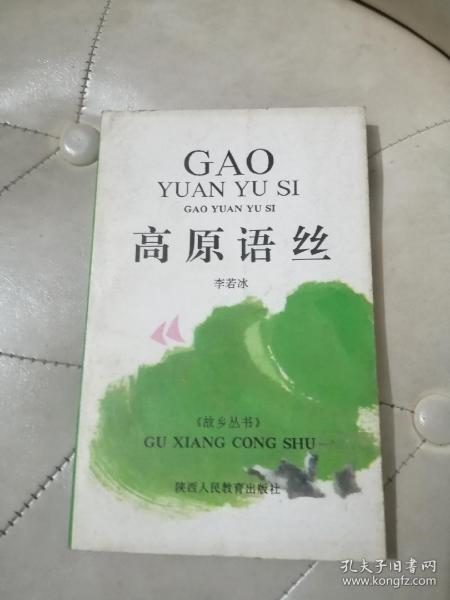 GAO
YUAN YU SI
GAO YUAN YU SI
高原语丝
李若冰
《故乡丛书》
GU XIANG CONG SHU
陕西人民教育出版社
孔夫子旧书网
www.kongfz.com